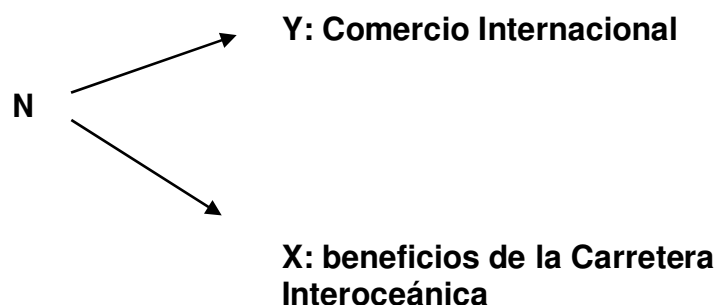 Y: Comercio Internacional
N
X: beneficios de la Carretera
Interoceánica